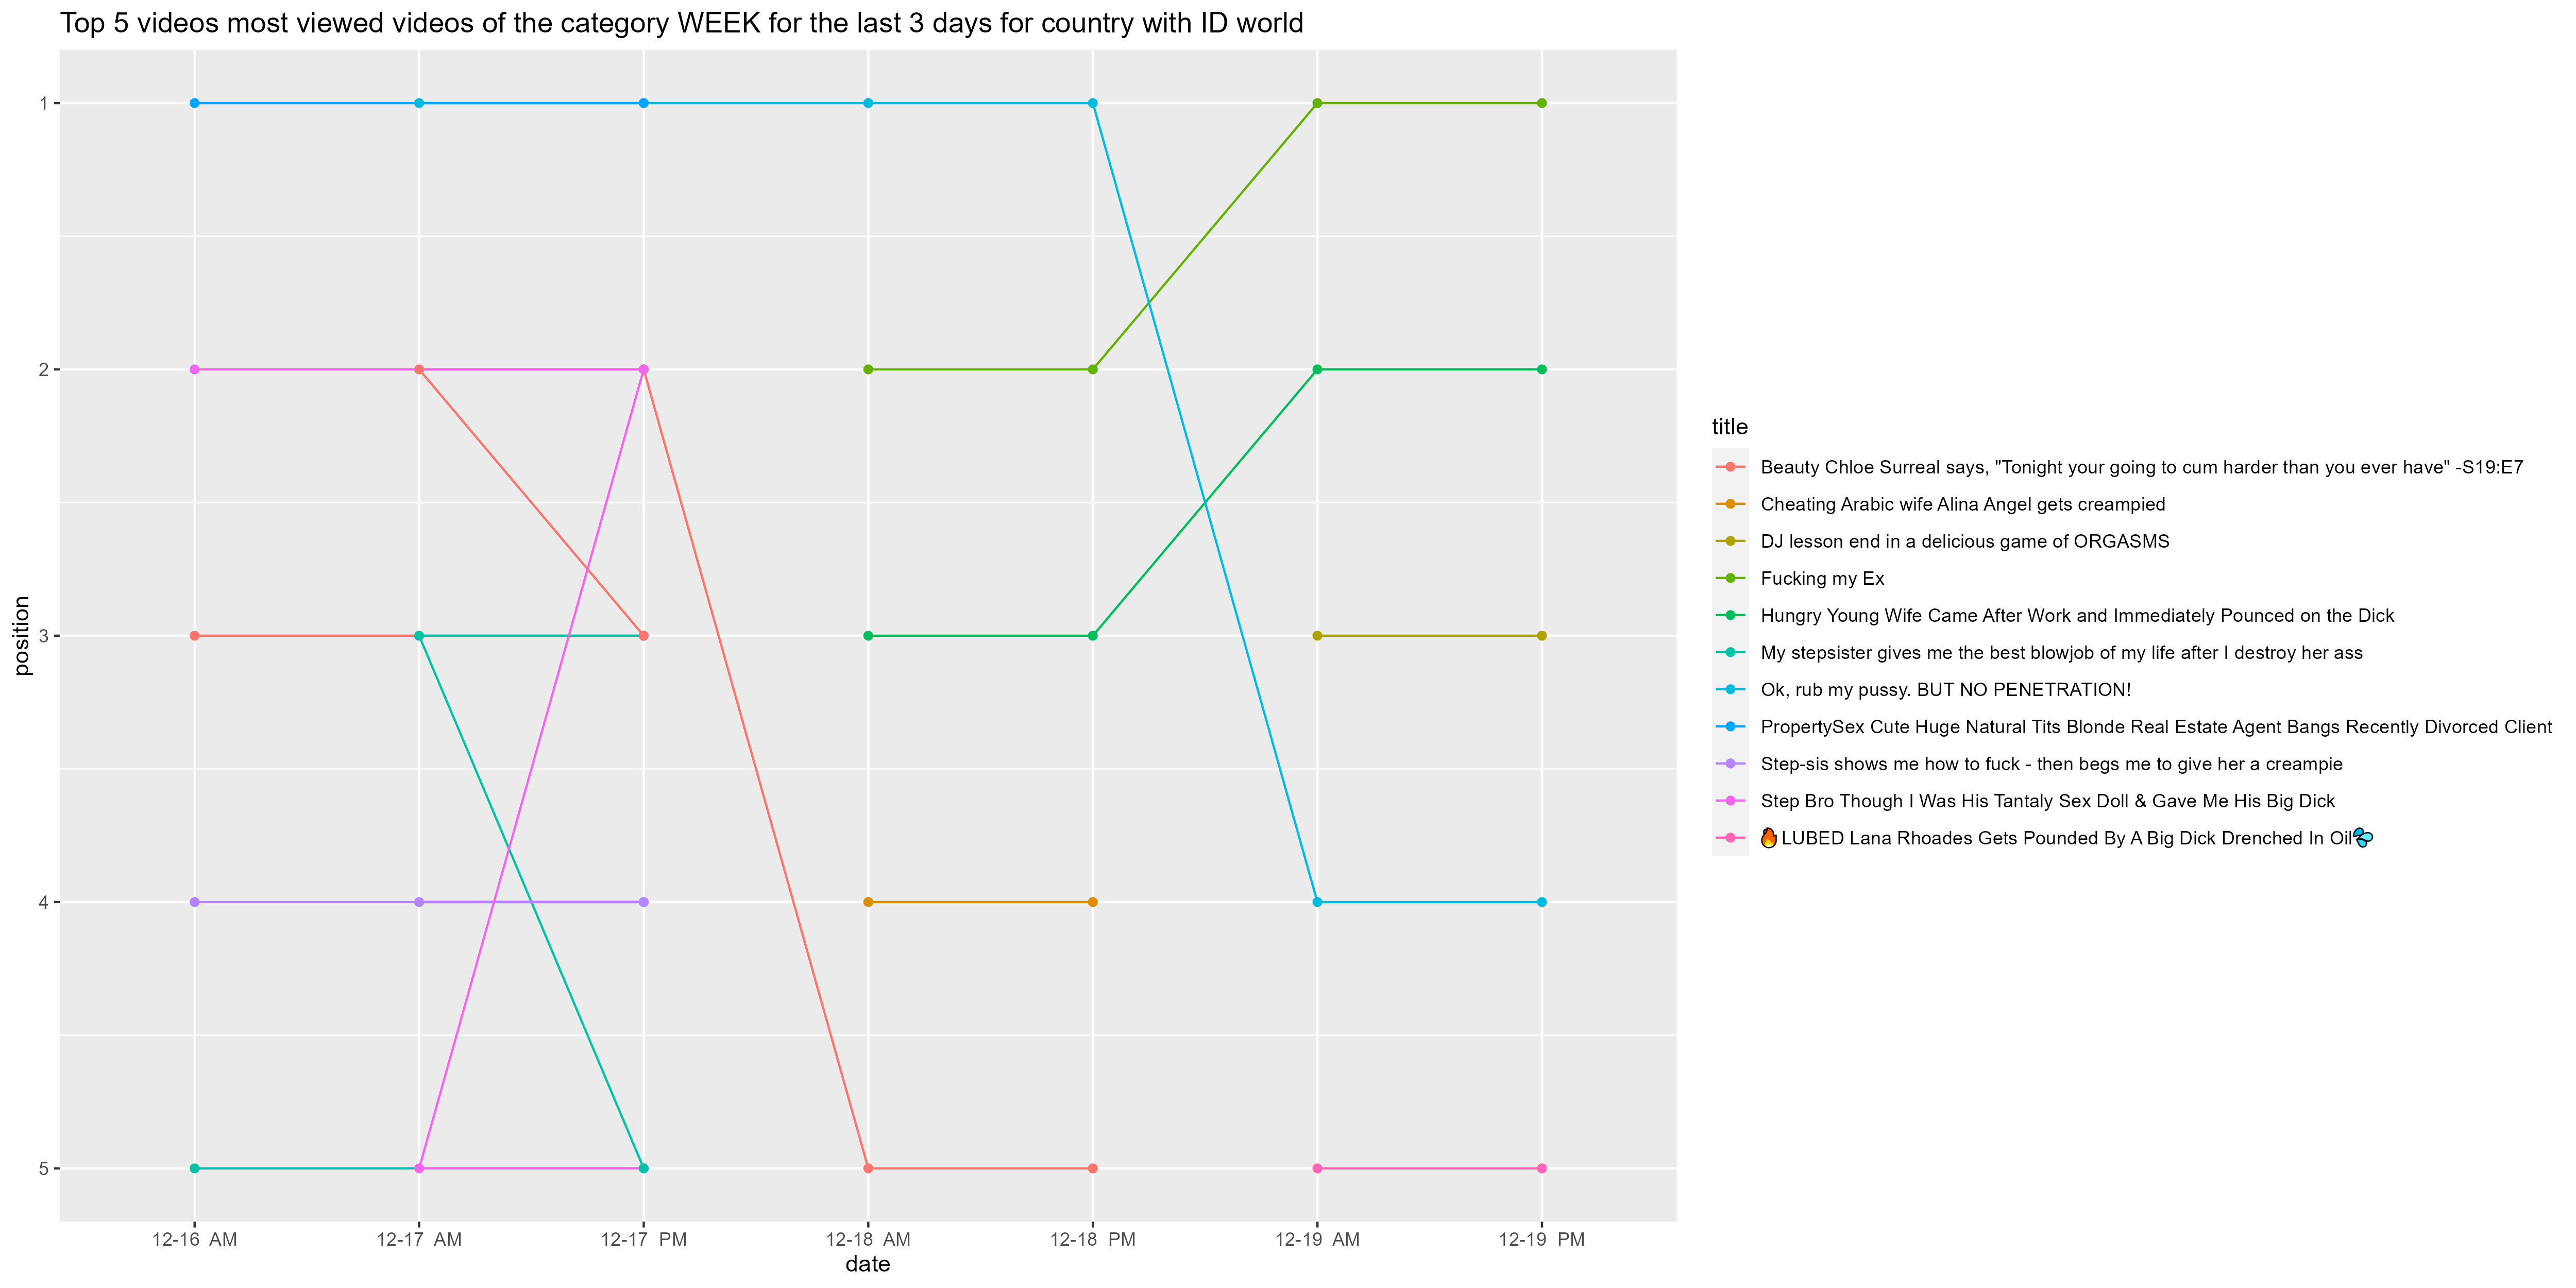 Top 5 videos most viewed videos of the category WEEK for the last 3 days for country with ID world
position
1
2
3
4
5
12-16 AM
12-17 AM
12-17 PM
12-18 AM
12-18 PM
12-19 AM
12-19 PM
date
title
Beauty Chloe Surreal says, "Tonight your going to cum harder than you ever have" -S19:E7
Cheating Arabic wife Alina Angel gets creampied
DJ lesson end in a delicious game of ORGASMS
Fucking my Ex
Hungry Young Wife Came After Work and Immediately Pounced on the Dick
My stepsister gives me the best blowjob of my life after I destroy her ass
Ok, rub my pussy. BUT NO PENETRATION!
PropertySex Cute Huge Natural Tits Blonde Real Estate Agent Bangs Recently Divorced Client
Step-sis shows me how to fuck - then begs me to give her a creampie
Step Bro Though I Was His Tantaly Sex Doll & Gave Me His Big Dick
🔥LUBED Lana Rhoades Gets Pounded By A Big Dick Drenched In Oil💦